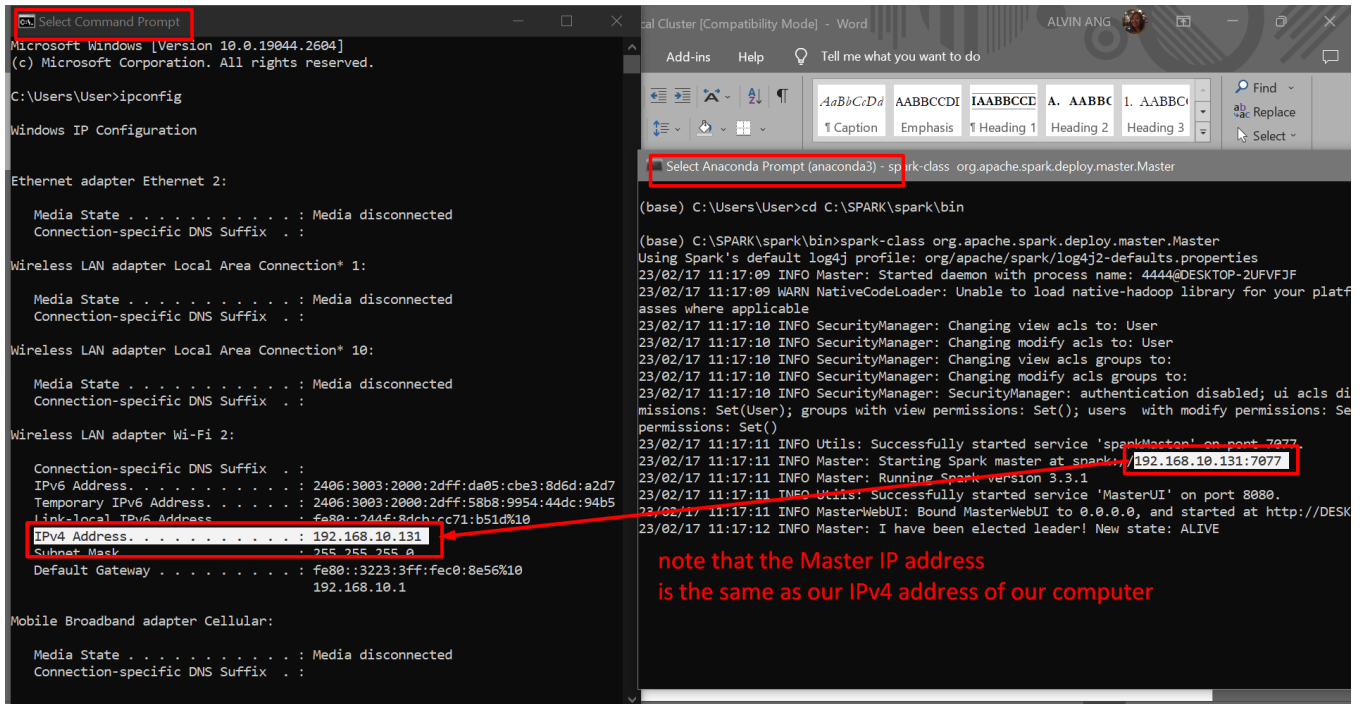 Select Command Prompt
Microsoft Windows [Version 10.0.19044.2604]
(c) Microsoft Corporation. All rights reserved.
C:\Users\User>ipconfig
Windows IP Configuration
Ethernet adapter Ethernet 2:
Media State . . . . . . . . . . . : Media disconnected
Connection-specific DNS Suffix . :
Wireless LAN adapter Local Area Connection* 1:
Media State . . . . . . . . . . . : Media disconnected
Connection-specific DNS Suffix . :
Wireless LAN adapter Local Area Connection* 10:
Media State . . . . . . . . . . . : Media disconnected
Connection-specific DNS Suffix . :
Wireless LAN adapter Wi-Fi 2:
Connection-specific DNS Suffix . :
IPv6 Address. . . . . . . . . . . : 2406:3003:2000:2dff:da05:cbe3:8d6d:a2d7
Temporary IPv6 Address. . . . . . : 2406:3003:2000:2dff:58b8:9954:44dc:94b5
Link-local IPv6 Address . . . . . : fe80::244f:8dcb:cc71:b51d%10
IPv4 Address. . . . . . . . . . . : 192.168.10.131
Subnet Mask . . . . . . . . . . . : 255.255.255.0
Default Gateway . . . . . . . . . : fe80::3223:3ff:fec0:8e56%10
192.168.10.1
Mobile Broadband adapter Cellular:
Media State . . . . . . . . . . . : Media disconnected
Connection-specific DNS Suffix . :
cal Cluster [Compatibility Mode] - Word
ALVIN ANG
Add-ins Help Tell me what you want to do
AaBbCcDd AABBCCDI IAABBCCD A. AABBC 1. AABBC
¶ Caption Emphasis ¶ Heading 1 Heading 2 Heading 3
Find
Replace
Select
Select Anaconda Prompt (anaconda3) - spark-class org.apache.spark.deploy.master.Master
(base) C:\Users\User>cd C:\SPARK\spark\bin
(base) C:\SPARK\spark\bin>spark-class org.apache.spark.deploy.master.Master
Using Spark's default log4j profile: org/apache/spark/log4j2-defaults.properties
23/02/17 11:17:09 INFO Master: Started daemon with process name: 4444@DESKTOP-2UFVFJF
23/02/17 11:17:09 WARN NativeCodeLoader: Unable to load native-hadoop library for your platf
asses where applicable
23/02/17 11:17:10 INFO SecurityManager: Changing view acls to: User
23/02/17 11:17:10 INFO SecurityManager: Changing modify acls to: User
23/02/17 11:17:10 INFO SecurityManager: Changing view acls groups to:
23/02/17 11:17:10 INFO SecurityManager: Changing modify acls groups to:
23/02/17 11:17:10 INFO SecurityManager: SecurityManager: authentication disabled; ui acls di
missions: Set(User); groups with view permissions: Set(); users with modify permissions: Se
permissions: Set()
23/02/17 11:17:11 INFO Utils: Successfully started service 'sparkMaster' on port 7077.
23/02/17 11:17:11 INFO Master: Starting Spark master at spark://192.168.10.131:7077
23/02/17 11:17:11 INFO Master: Running Spark version 3.3.1
23/02/17 11:17:11 INFO Utils: Successfully started service 'MasterUI' on port 8080.
23/02/17 11:17:11 INFO MasterWebUI: Bound MasterWebUI to 0.0.0.0, and started at http://DESK
23/02/17 11:17:12 INFO Master: I have been elected leader! New state: ALIVE
note that the Master IP address
is the same as our IPv4 address of our computer